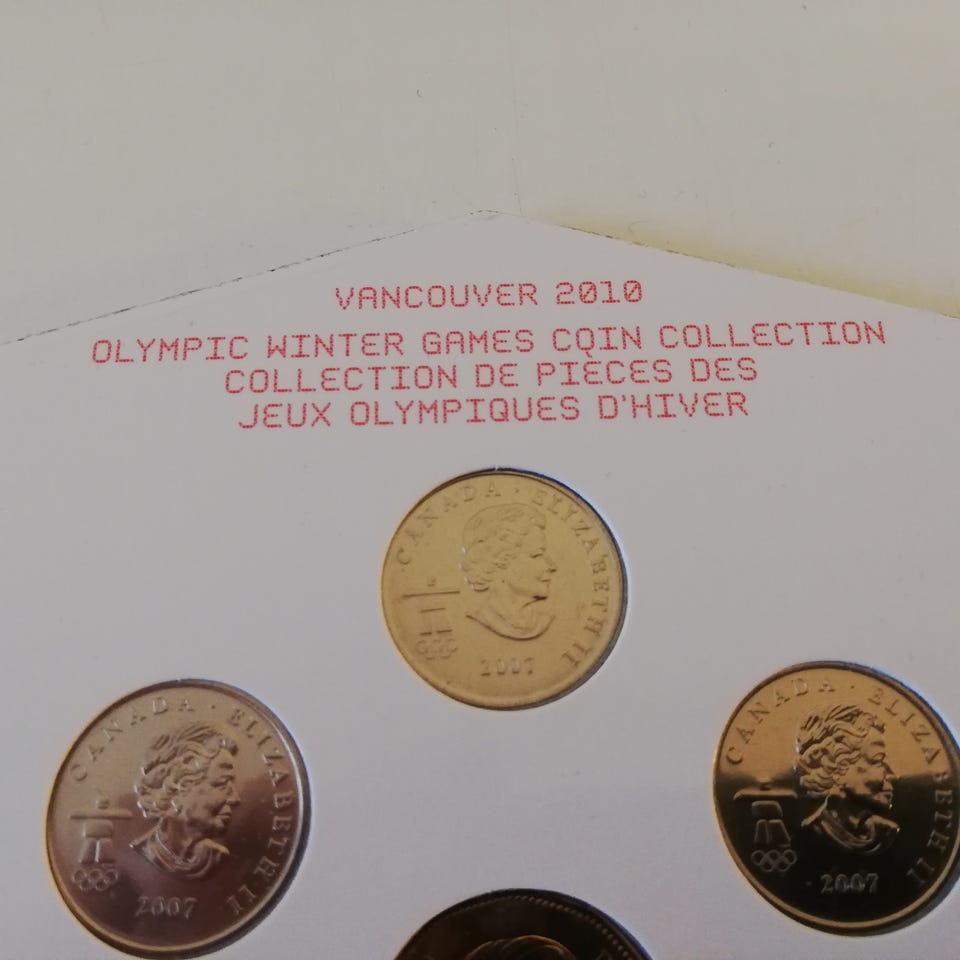 VANCOUVER 2010
OLYMPIC WINTER GAMES COIN COLLECTION
COLLECTION DE PIÈCES DES
JEUX OLYMPIQUES D'HIVER
CANADA · ELYZABETH II
2007
CANADA · ELIZABETH II
2007
CANADA · ELIZABETH II
2007